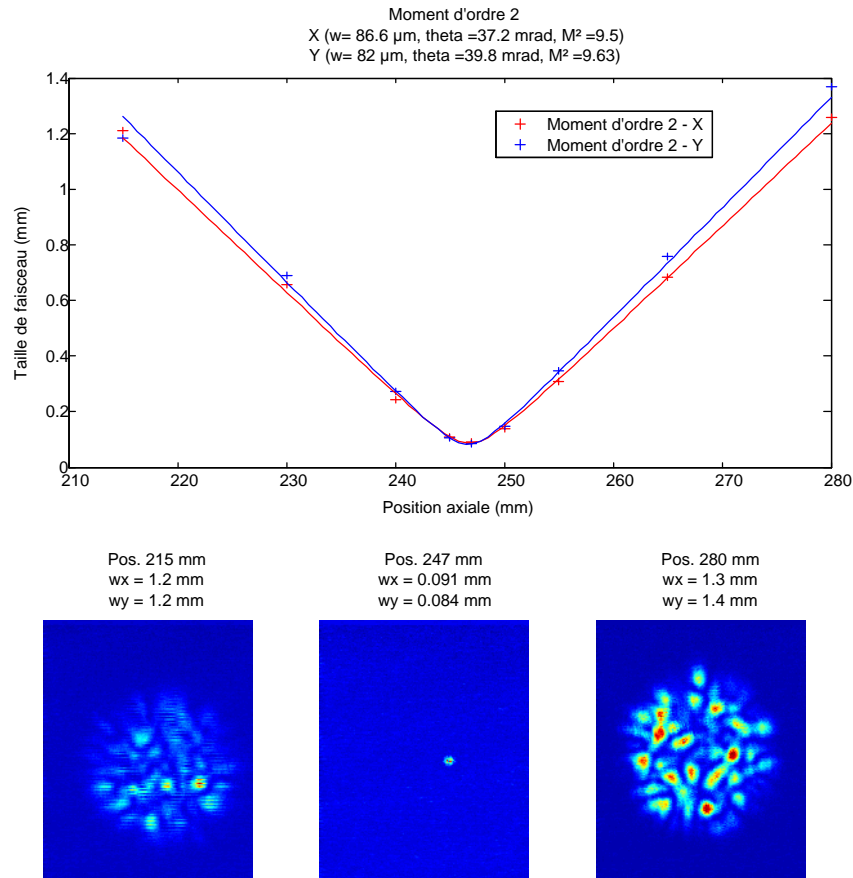 Moment d'ordre 2
X (w= 86.6 µm, theta =37.2 mrad, M² =9.5)
Y (w= 82 µm, theta =39.8 mrad, M² =9.63)
1.4
1.2
1
0.8
0.6
0.4
0.2
0
Taille de faisceau (mm)
Moment d'ordre 2 - X
Moment d'ordre 2 - Y
210 220 230 240 250 260 270 280
Position axiale (mm)
Pos. 215 mm
wx = 1.2 mm
wy = 1.2 mm
Pos. 247 mm
wx = 0.091 mm
wy = 0.084 mm
Pos. 280 mm
wx = 1.3 mm
wy = 1.4 mm